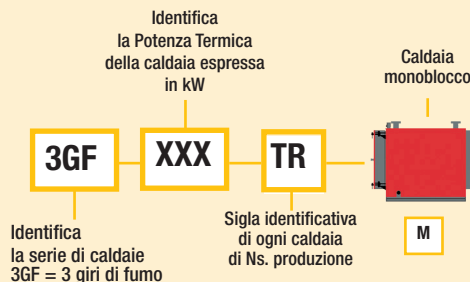 Identifica
la Potenza Termica
della caldaia espressa
in kW
Caldaia
monoblocco
3GF
XXX
TR
M
Identifica
la serie di caldaie
3GF = 3 giri di fumo
Sigla identificativa
di ogni caldaia
di Ns. produzione